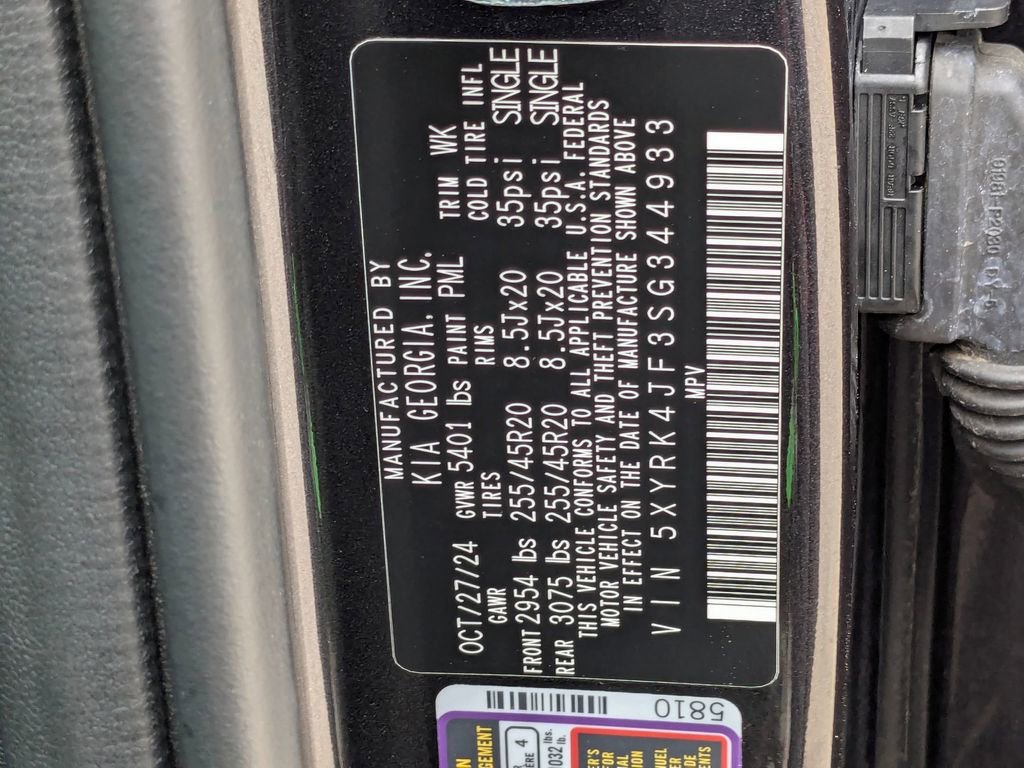 MANUFACTURED BY
KIA GEORGIA, INC.
OCT/27/24 GVWR 5401 lbs PAINT PML TRIM WK
GAWR TIRES RIMS COLD TIRE INFL
FRONT 2954 lbs 255/45R20 8.5Jx20 35psi SINGLE
REAR 3075 lbs 255/45R20 8.5Jx20 35psi SINGLE
THIS VEHICLE CONFORMS TO ALL APPLICABLE U.S.A. FEDERAL
MOTOR VEHICLE SAFETY AND THEFT PREVENTION STANDARDS
IN EFFECT ON THE DATE OF MANUFACTURE SHOWN ABOVE
VIN 5XYRK4JF3SG344933
MPV
5810
4